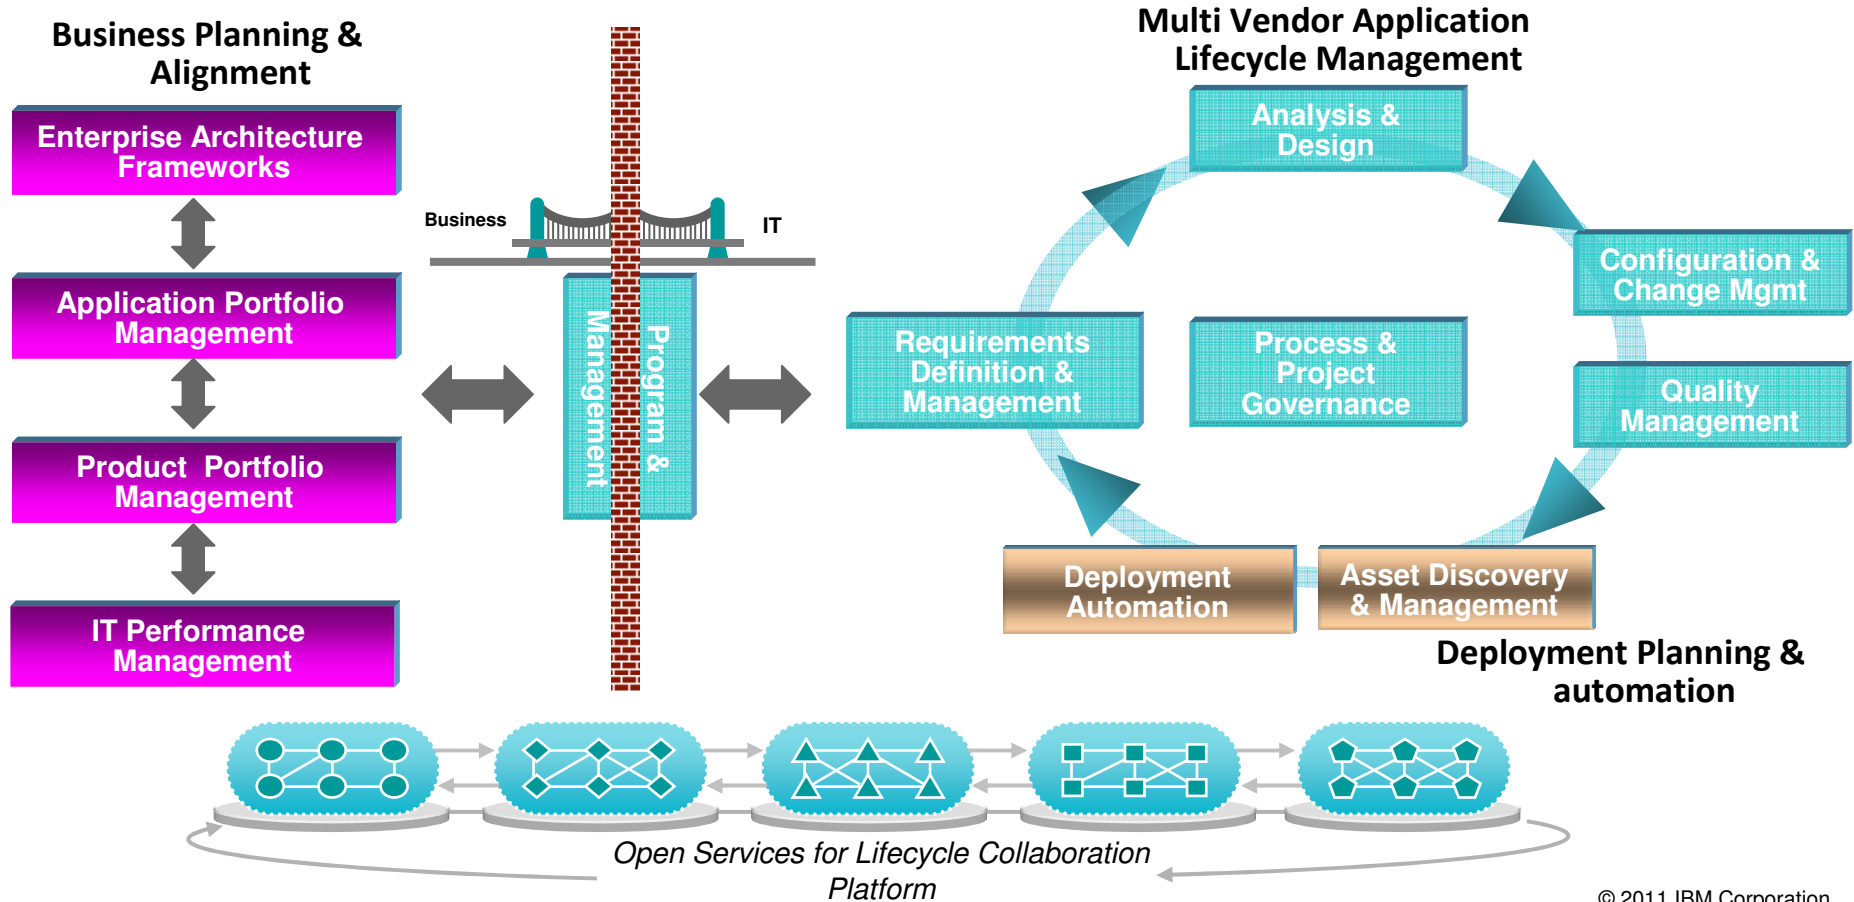 Business Planning &
Alignment
Enterprise Architecture
Frameworks
Application Portfolio
Management
Product Portfolio
Management
IT Performance
Management
Business
IT
Program &
Management
Multi Vendor Application
Lifecycle Management
Analysis &
Design
Configuration &
Change Mgmt
Requirements
Definition &
Management
Process &
Project
Governance
Quality
Management
Deployment
Automation
Asset Discovery
& Management
Deployment Planning &
automation
Open Services for Lifecycle Collaboration
Platform
© 2011 IBM Corporation